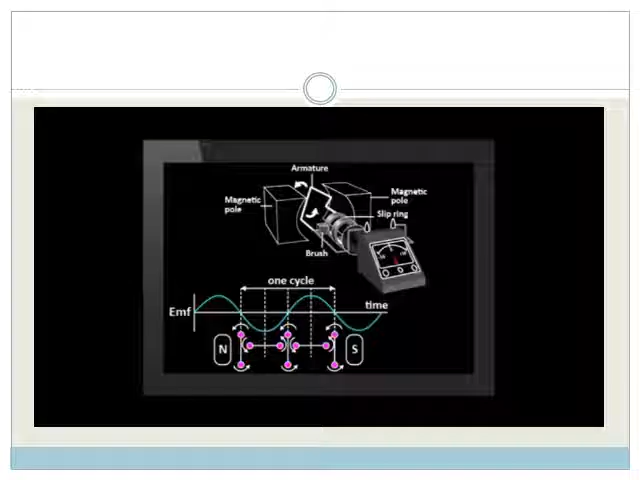 Armature
Magnetic
pole
Magnetic
pole
Slip ring
Brush
one cycle
Emf
time
N
S